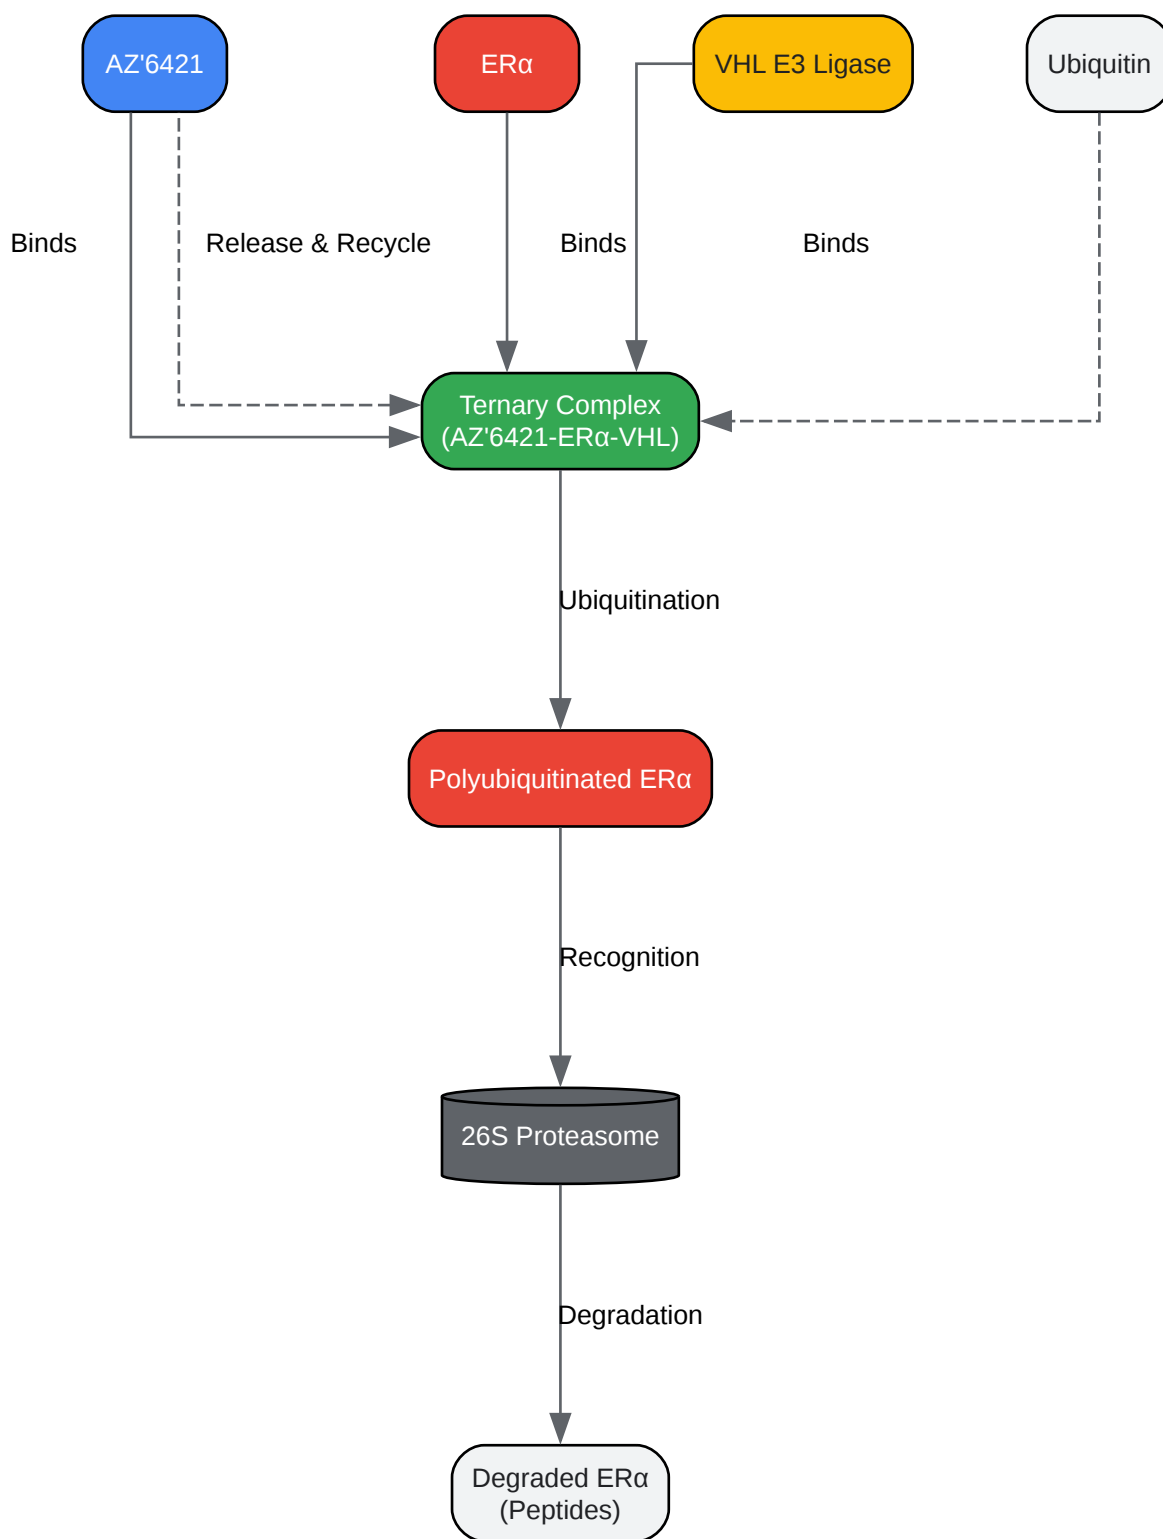 AZ'6421
ERα
VHL E3 Ligase
Ubiquitin
Binds
Release & Recycle
Binds
Binds
Ternary Complex
(AZ'6421-ERα-VHL)
Ubiquitination
Polyubiquitinated ERα
Recognition
26S Proteasome
Degradation
Degraded ERα
(Peptides)